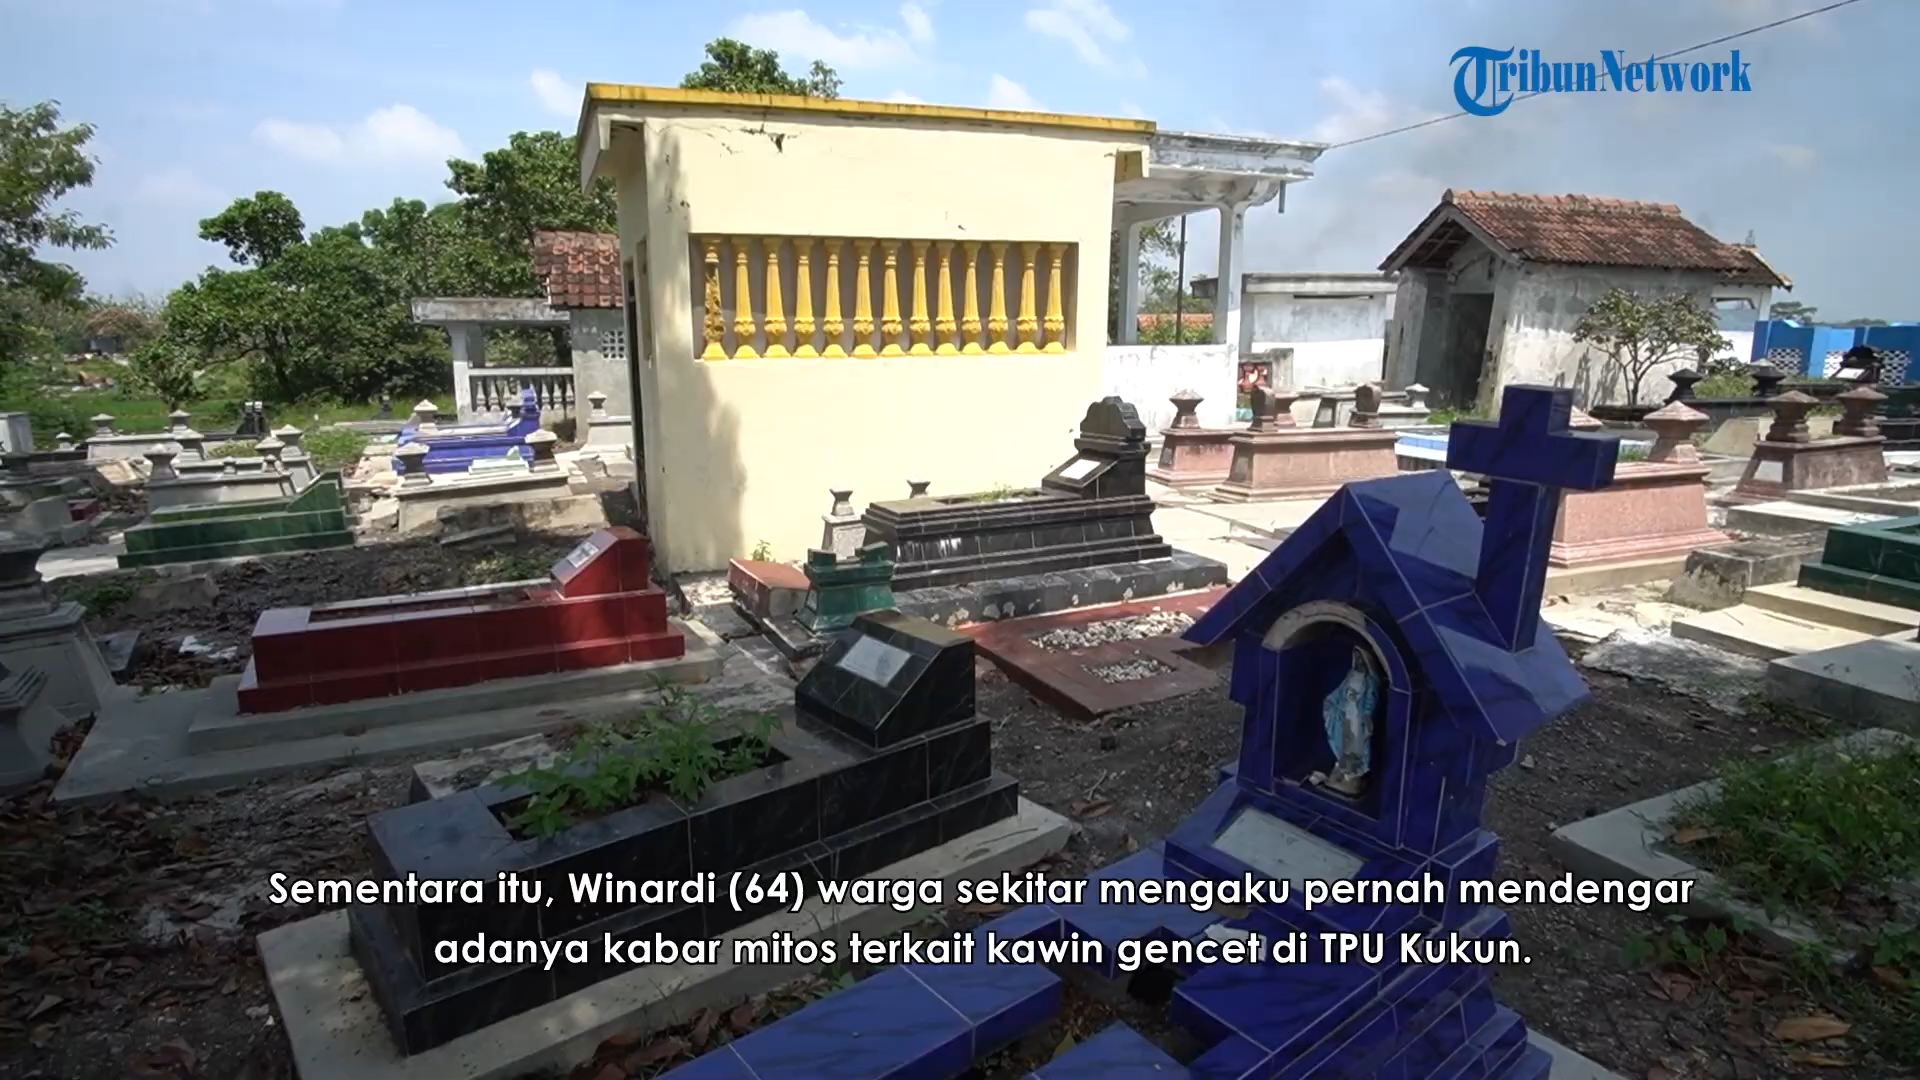 TribunNetwork
Sementara itu, Winardi (64) warga sekitar mengaku pernah mendengar
adanya kabar mitos terkait kawin gencet di TPU Kukun.